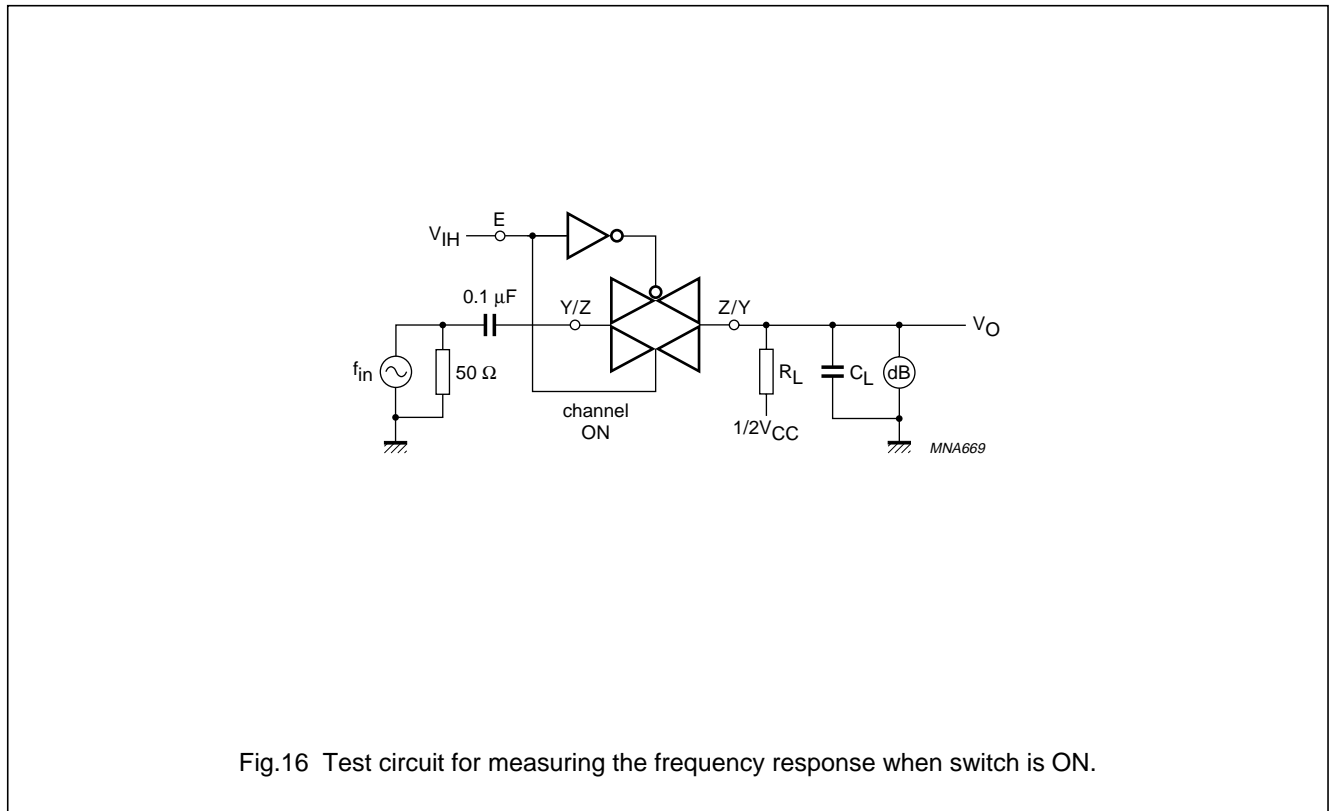 E
V_IH
0.1 μF
Y/Z
Z/Y
V_O
f_in
50 Ω
R_L
C_L
dB
channel
ON
1/2V_CC
MNA669
Fig.16 Test circuit for measuring the frequency response when switch is ON.